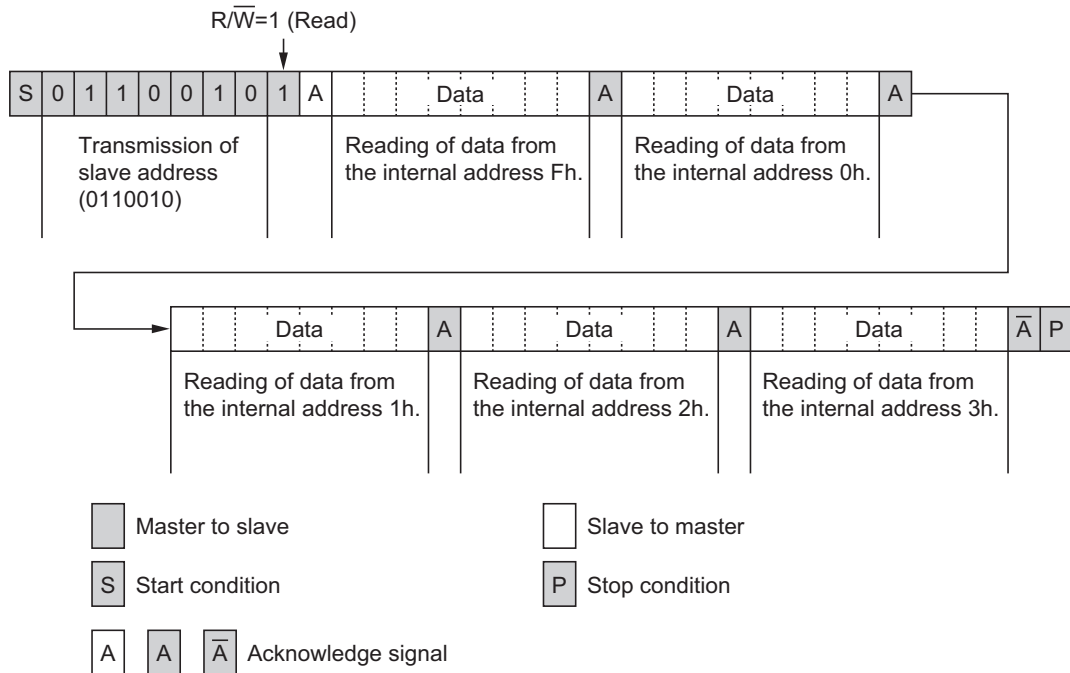 R/W̅=1 (Read)
S 0 1 1 0 0 1 0 1 A Data A Data A
Transmission of
slave address
(0110010)
Reading of data from
the internal address Fh.
Reading of data from
the internal address 0h.
Data A Data A Data A̅ P
Reading of data from
the internal address 1h.
Reading of data from
the internal address 2h.
Reading of data from
the internal address 3h.
Master to slave
Slave to master
S Start condition
P Stop condition
A A A̅ Acknowledge signal